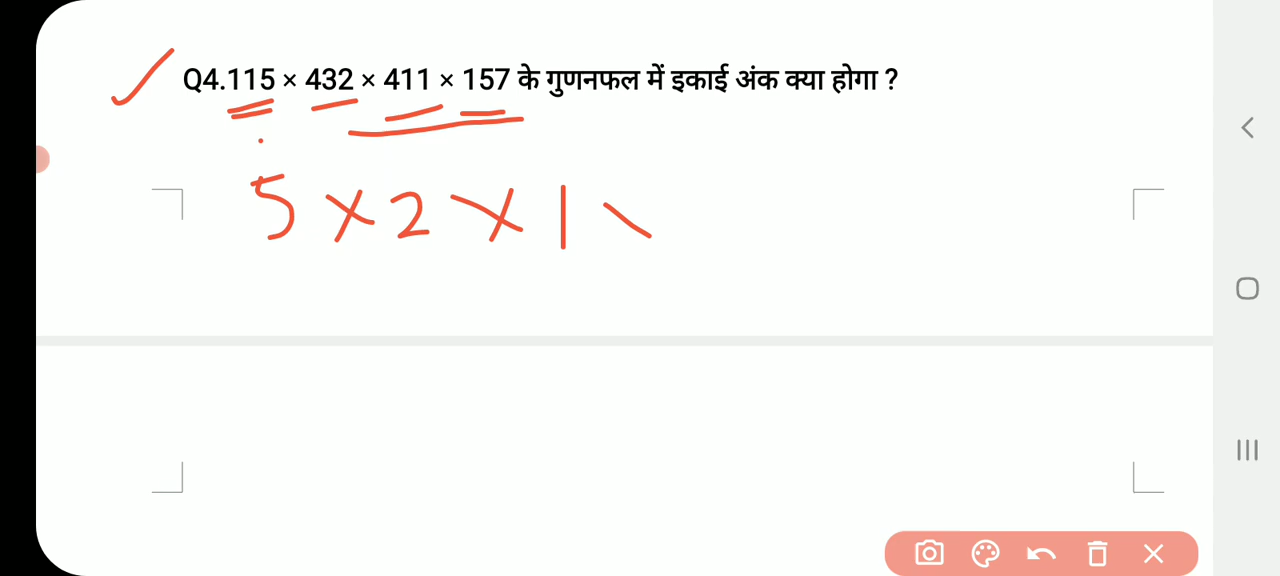 Q4.115 × 432 × 411 × 157 के गुणनफल में इकाई अंक क्या होगा ?
5 × 2 × 1 \